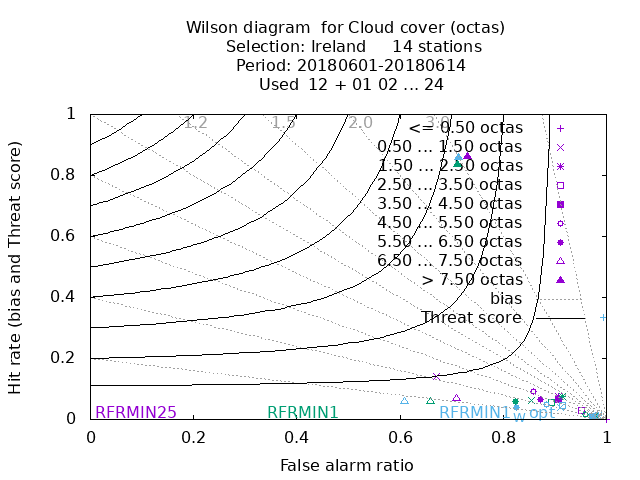 Wilson diagram  for Cloud cover (octas)
Selection: Ireland     14 stations
Period: 20180601-20180614
Used  12 + 01 02 ... 24
Hit rate (bias and Threat score)
1
0.8
0.6
0.4
0.2
0
1.2
1.5
2.0
3.0
<= 0.50 octas
0.50 ... 1.50 octas
1.50 ... 2.50 octas
2.50 ... 3.50 octas
3.50 ... 4.50 octas
4.50 ... 5.50 octas
5.50 ... 6.50 octas
6.50 ... 7.50 octas
> 7.50 octas
bias
Threat score
RFRMIN25
RFRMIN1
RFRMIN1_w_opt
0
0.2
0.4
0.6
0.8
1
False alarm ratio